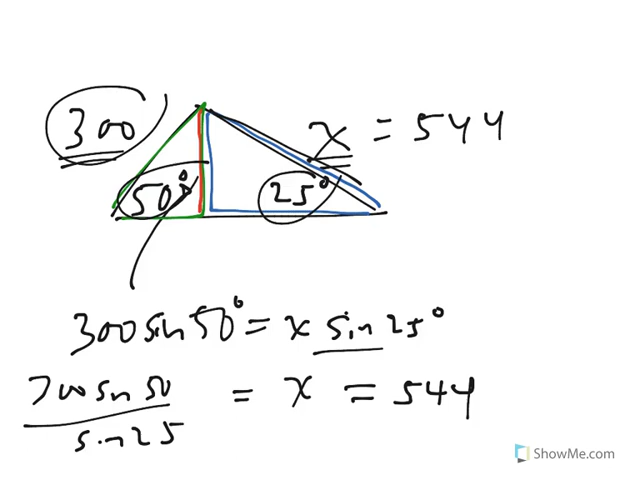 300
x = 544
50°
25°
300 sin 50° = x sin 25°
300 sin 50 / sin 25 = x = 544
ShowMe.com